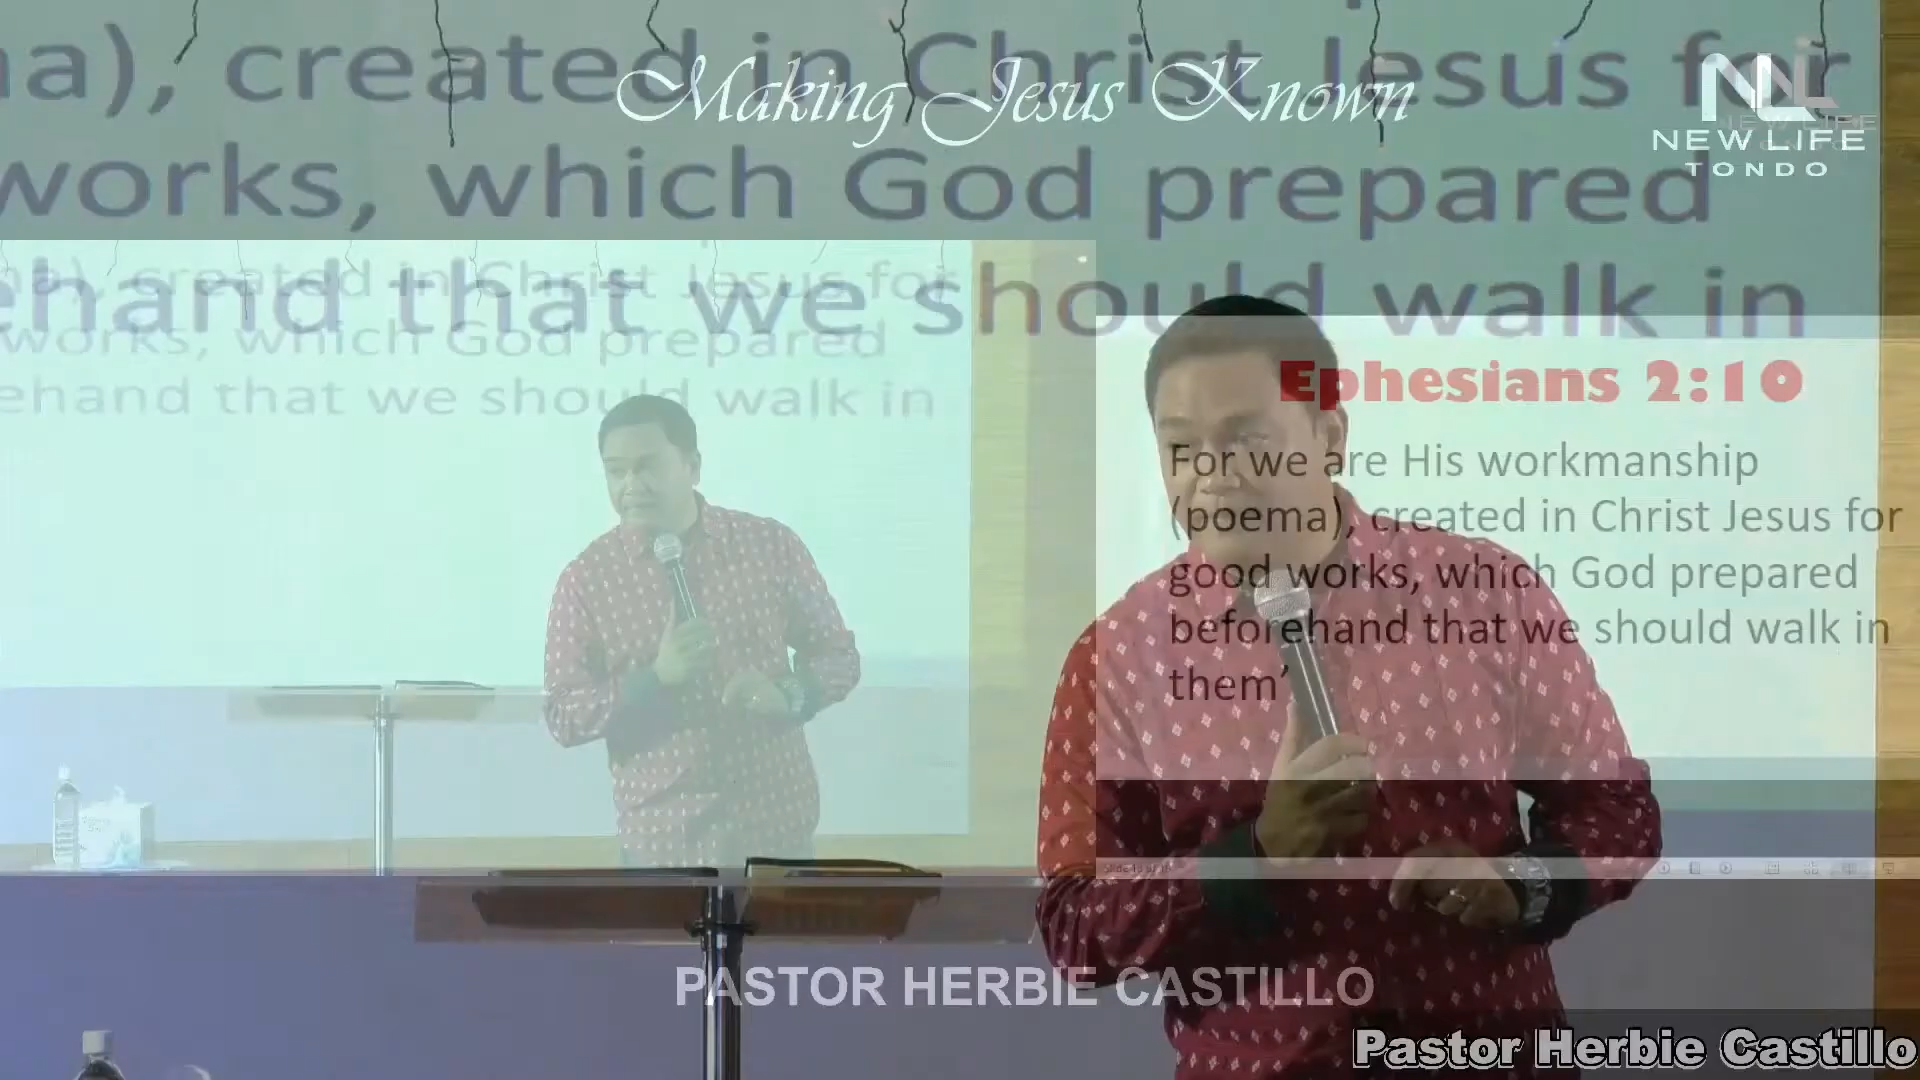 na), created in Christ Jesus for
Making Jesus Known
NL
NEW LIFE
TONDO
works, which God prepared
ehand that we should walk in
na), created in Christ Jesus for
works, which God prepared
ehand that we should walk in
Ephesians 2:10
For we are His workmanship
(poema), created in Christ Jesus for
good works, which God prepared
beforehand that we should walk in
them’
PASTOR HERBIE CASTILLO
Pastor Herbie Castillo